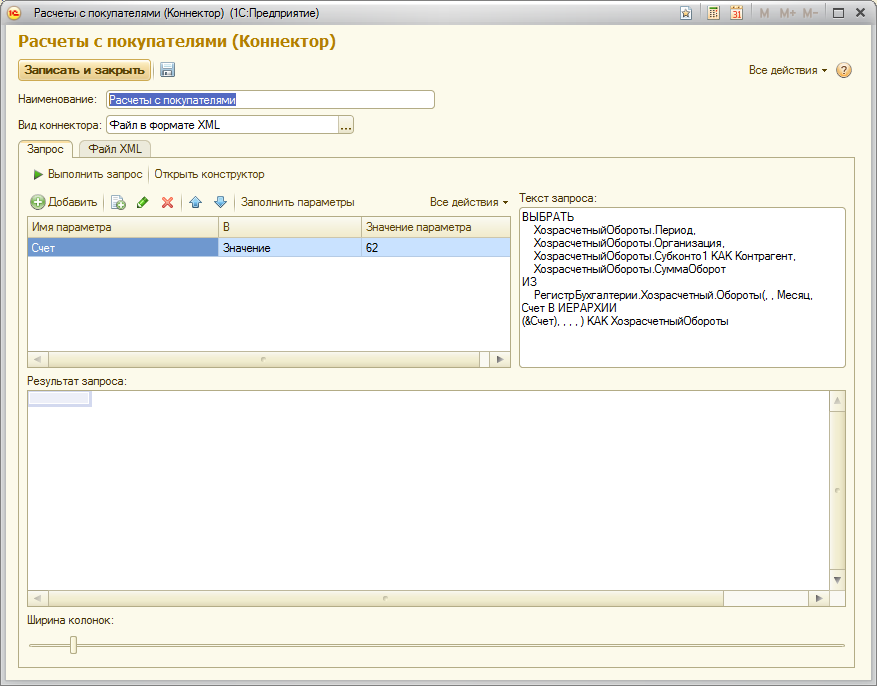 Расчеты с покупателями (Коннектор) (1С:Предприятие)
M M+ M-
31
Расчеты с покупателями (Коннектор)
Записать и закрыть
Все действия
?
Наименование: Расчеты с покупателями
Вид коннектора: Файл в формате XML ...
Запрос Файл XML
Выполнить запрос Открыть конструктор
Добавить Заполнить параметры Все действия
Имя параметра В Значение параметра
Счет Значение 62
Текст запроса:
ВЫБРАТЬ
ХозрасчетныйОбороты.Период,
ХозрасчетныйОбороты.Организация,
ХозрасчетныйОбороты.Субконто1 КАК Контрагент,
ХозрасчетныйОбороты.СуммаОборот
ИЗ
РегистрБухгалтерии.Хозрасчетный.Обороты(, , Месяц,
Счет В ИЕРАРХИИ
(&Счет), , , , ) КАК ХозрасчетныйОбороты
Результат запроса:
Ширина колонок: